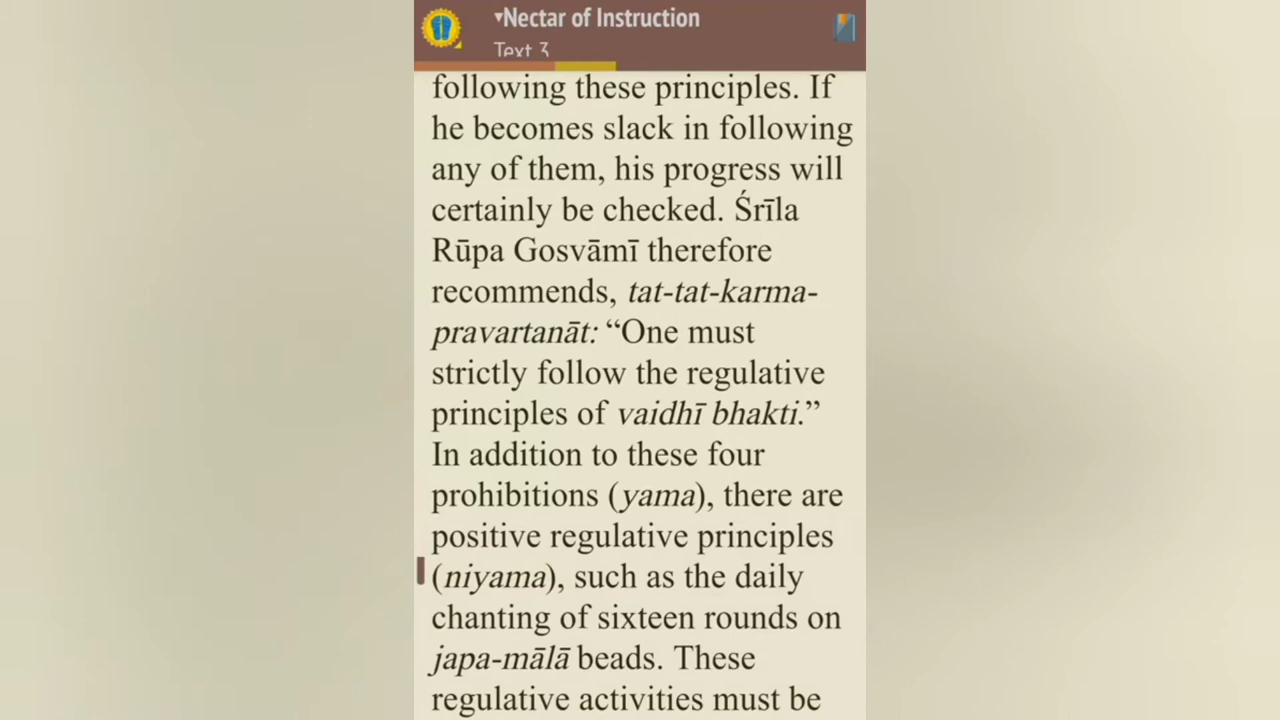 ▾Nectar of Instruction
Text 3
following these principles. If
he becomes slack in following
any of them, his progress will
certainly be checked. Śrīla
Rūpa Gosvāmī therefore
recommends, tat-tat-karma-
pravartanāt: “One must
strictly follow the regulative
principles of vaidhī bhakti.”
In addition to these four
prohibitions (yama), there are
positive regulative principles
(niyama), such as the daily
chanting of sixteen rounds on
japa-mālā beads. These
regulative activities must be